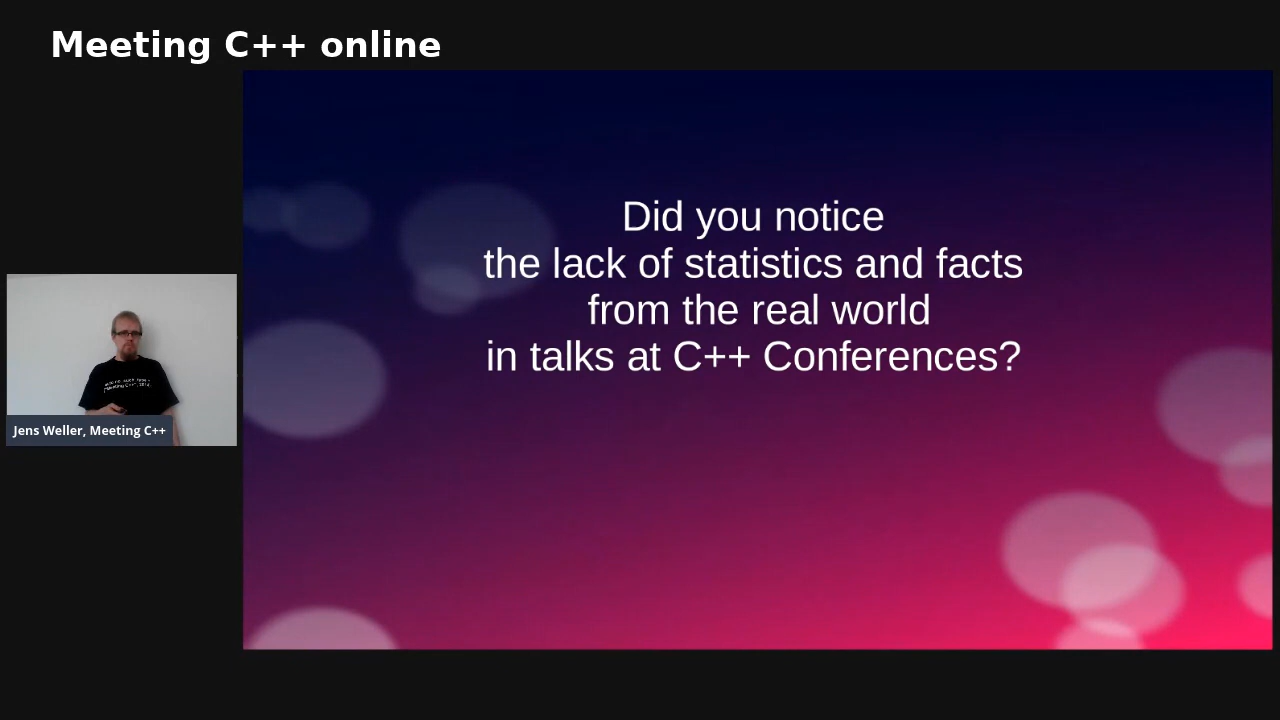 Meeting C++ online
Did you notice
the lack of statistics and facts
from the real world
in talks at C++ Conferences?
Jens Weller, Meeting C++